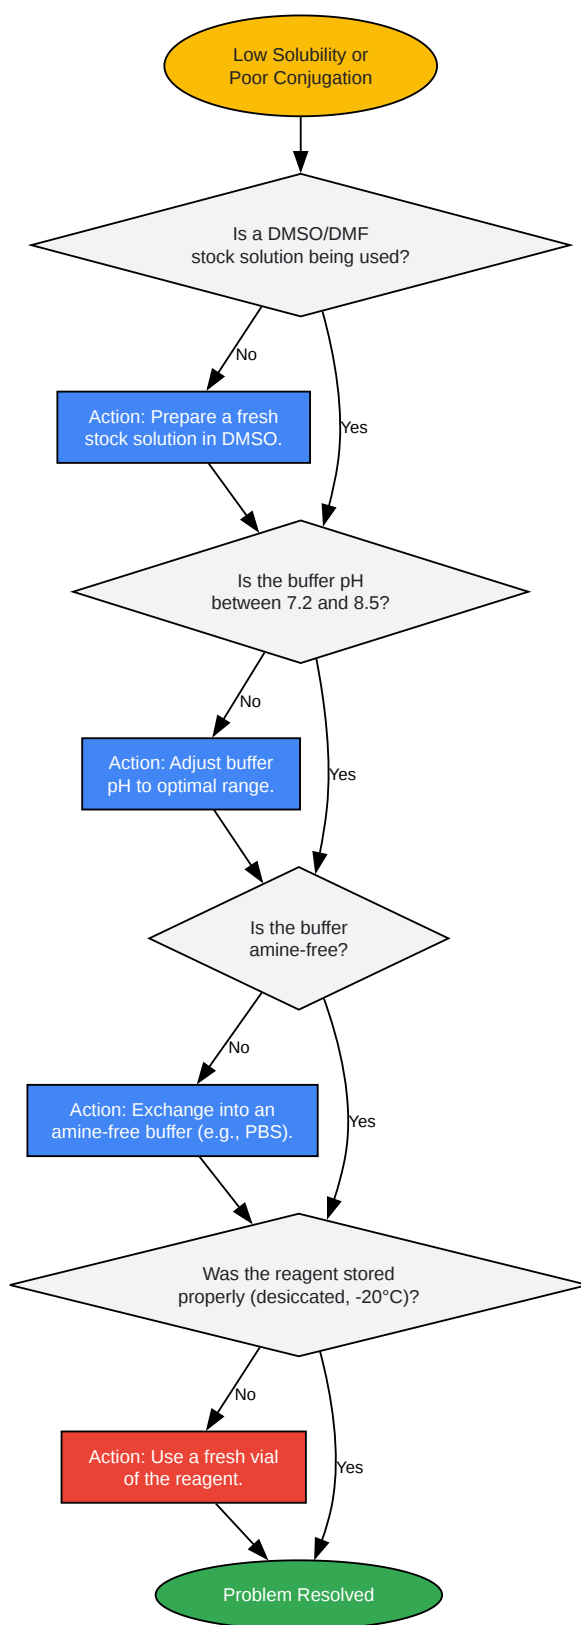 Low Solubility or
Poor Conjugation
Is a DMSO/DMF
stock solution being used?
No
Action: Prepare a fresh
stock solution in DMSO.
Yes
Is the buffer pH
between 7.2 and 8.5?
No
Action: Adjust buffer
pH to optimal range.
Yes
Is the buffer
amine-free?
No
Action: Exchange into an
amine-free buffer (e.g., PBS).
Yes
Was the reagent stored
properly (desiccated, -20°C)?
No
Action: Use a fresh vial
of the reagent.
Yes
Problem Resolved